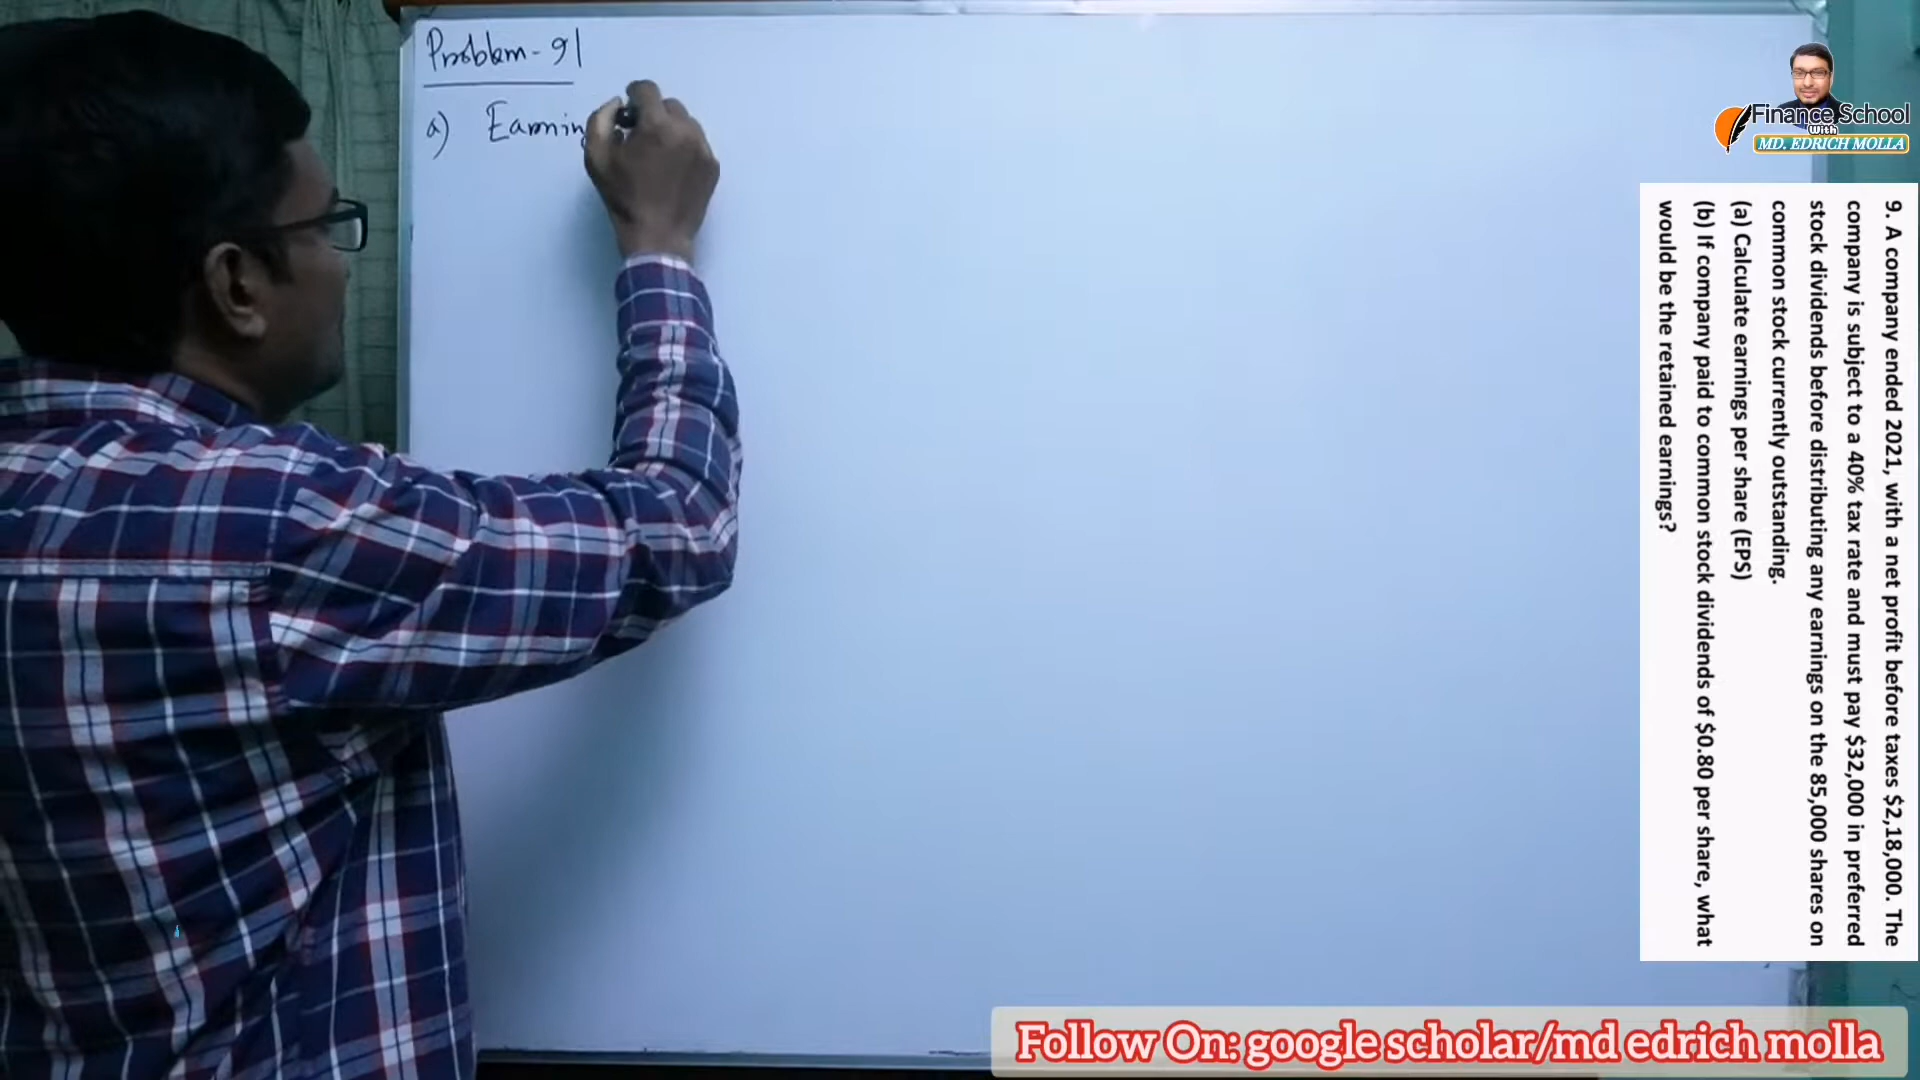 Problem-9|
a) Earning
Finance School
With
MD. EDRICH MOLLA
9. A company ended 2021, with a net profit before taxes $2,18,000. The
company is subject to a 40% tax rate and must pay $32,000 in preferred
stock dividends before distributing any earnings on the 85,000 shares on
common stock currently outstanding.
(a) Calculate earnings per share (EPS)
(b) If company paid to common stock dividends of $0.80 per share, what
would be the retained earnings?
Follow On: google scholar/md edrich molla